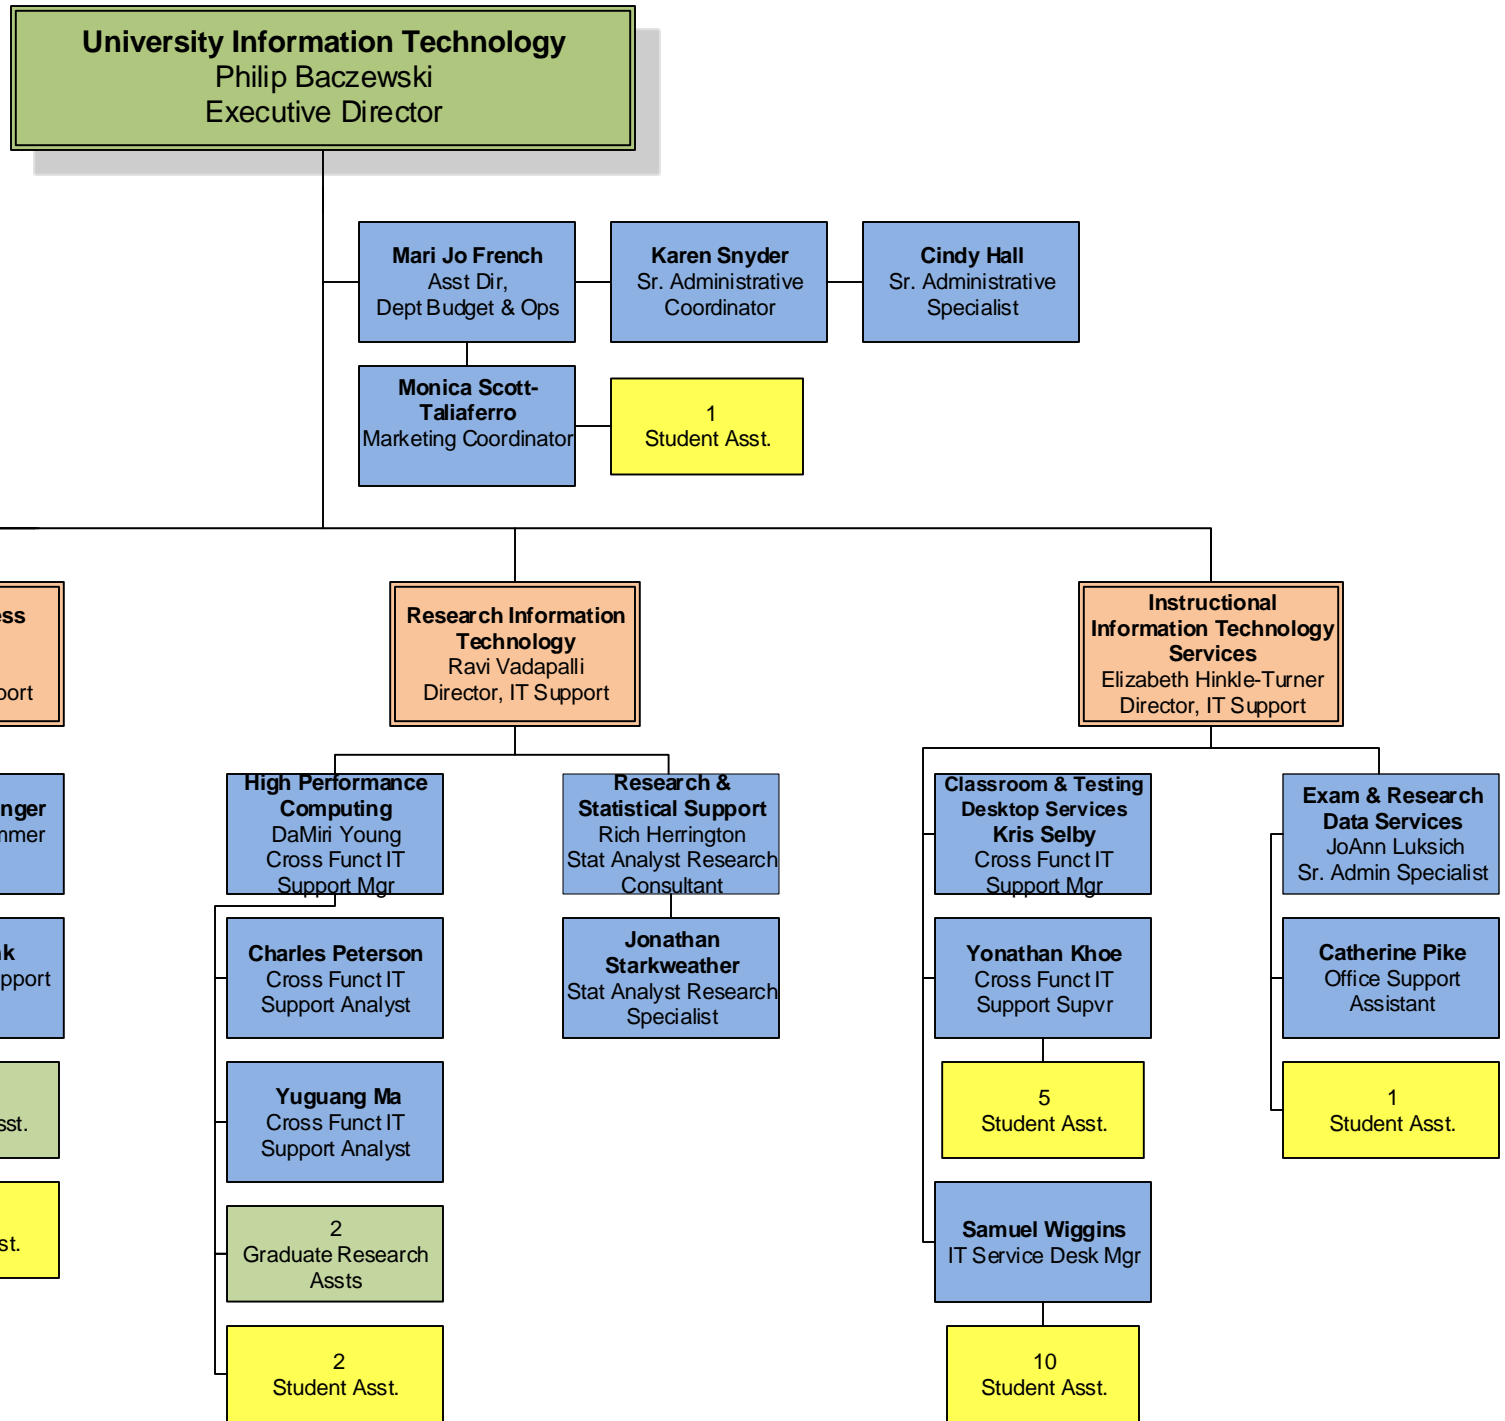 University Information Technology
Philip Baczewski
Executive Director
Mari Jo French
Asst Dir,
Dept Budget & Ops
Karen Snyder
Sr. Administrative
Coordinator
Cindy Hall
Sr. Administrative
Specialist
Monica Scott-
Taliaferro
Marketing Coordinator
1
Student Asst.
Research Information
Technology
Ravi Vadapalli
Director, IT Support
Instructional
Information Technology
Services
Elizabeth Hinkle-Turner
Director, IT Support
High Performance
Computing
DaMiri Young
Cross Funct IT
Support Mgr
Charles Peterson
Cross Funct IT
Support Analyst
Yuguang Ma
Cross Funct IT
Support Analyst
2
Graduate Research
Assts
2
Student Asst.
Research &
Statistical Support
Rich Herrington
Stat Analyst Research
Consultant
Jonathan
Starkweather
Stat Analyst Research
Specialist
Classroom & Testing
Desktop Services
Kris Selby
Cross Funct IT
Support Mgr
Yonathan Khoe
Cross Funct IT
Support Supvr
5
Student Asst.
Samuel Wiggins
IT Service Desk Mgr
10
Student Asst.
Exam & Research
Data Services
JoAnn Luksich
Sr. Admin Specialist
Catherine Pike
Office Support
Assistant
1
Student Asst.